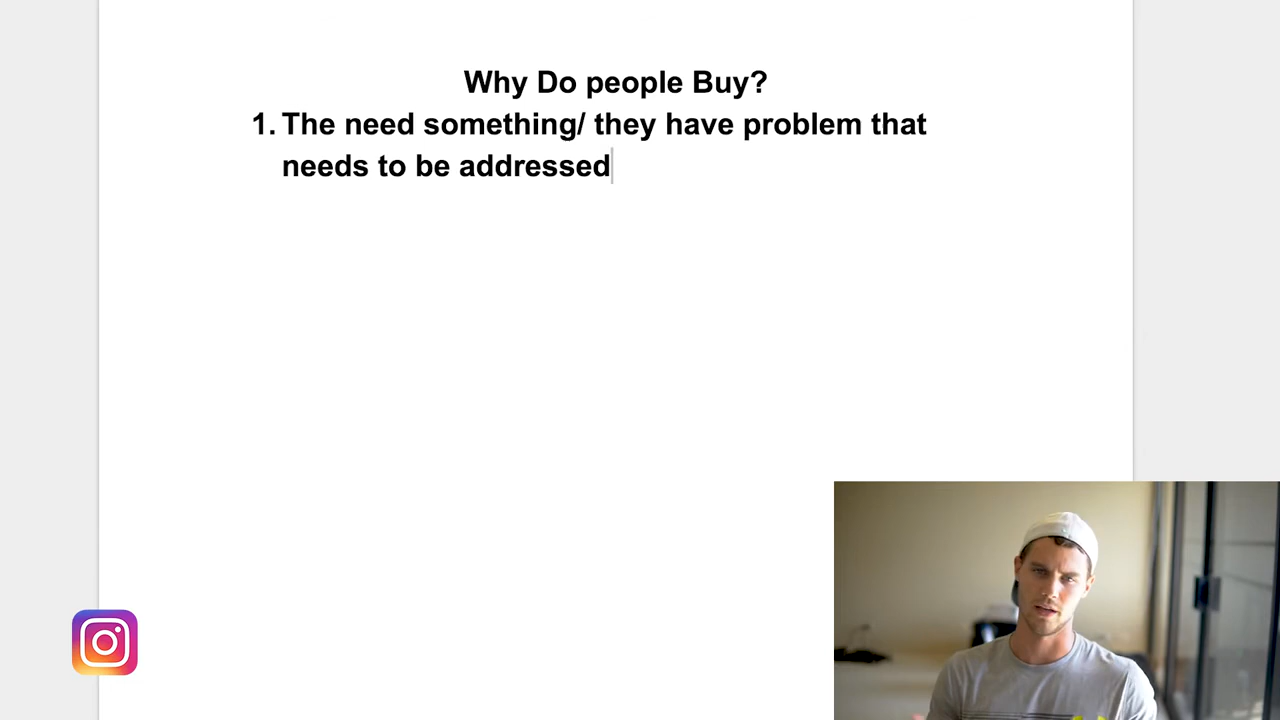 Why Do people Buy?
1. The need something/ they have problem that
needs to be addressed